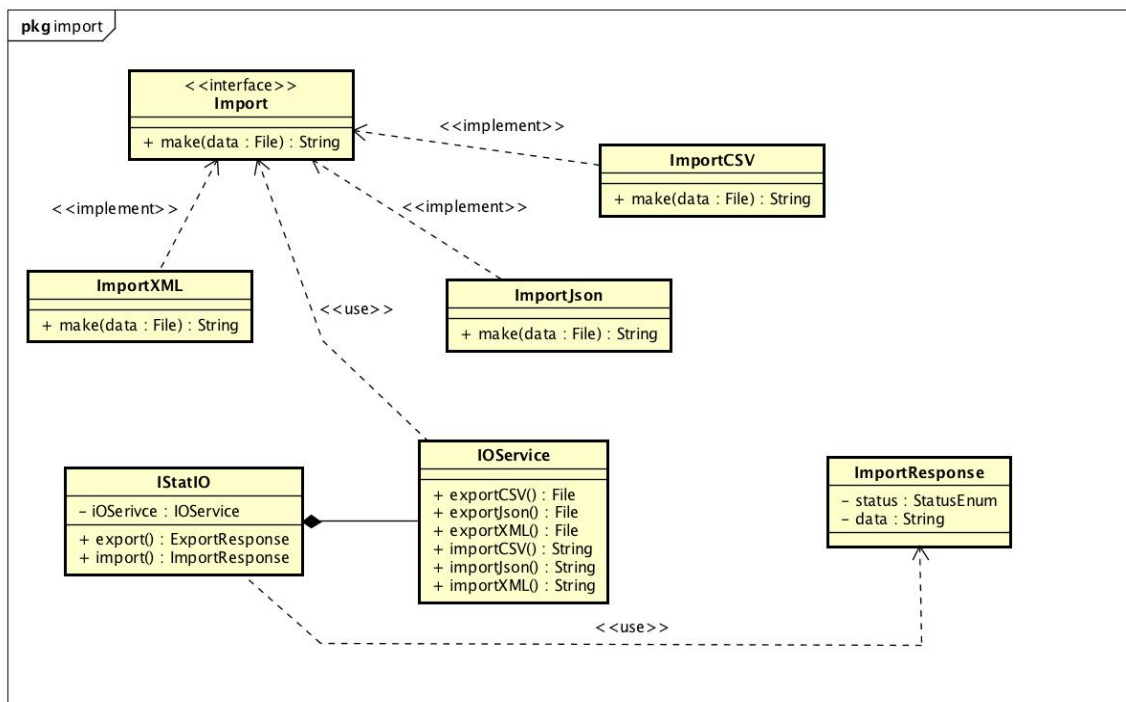 pkg import
<<interface>>
Import
+ make(data : File) : String
<<implement>>
ImportCSV
+ make(data : File) : String
<<implement>>
<<implement>>
ImportXML
+ make(data : File) : String
ImportJson
+ make(data : File) : String
<<use>>
IStatIO
- iOSerivce : IOService
+ export() : ExportResponse
+ import() : ImportResponse
IOService
+ exportCSV() : File
+ exportJson() : File
+ exportXML() : File
+ importCSV() : String
+ importJson() : String
+ importXML() : String
ImportResponse
- status : StatusEnum
- data : String
<<use>>